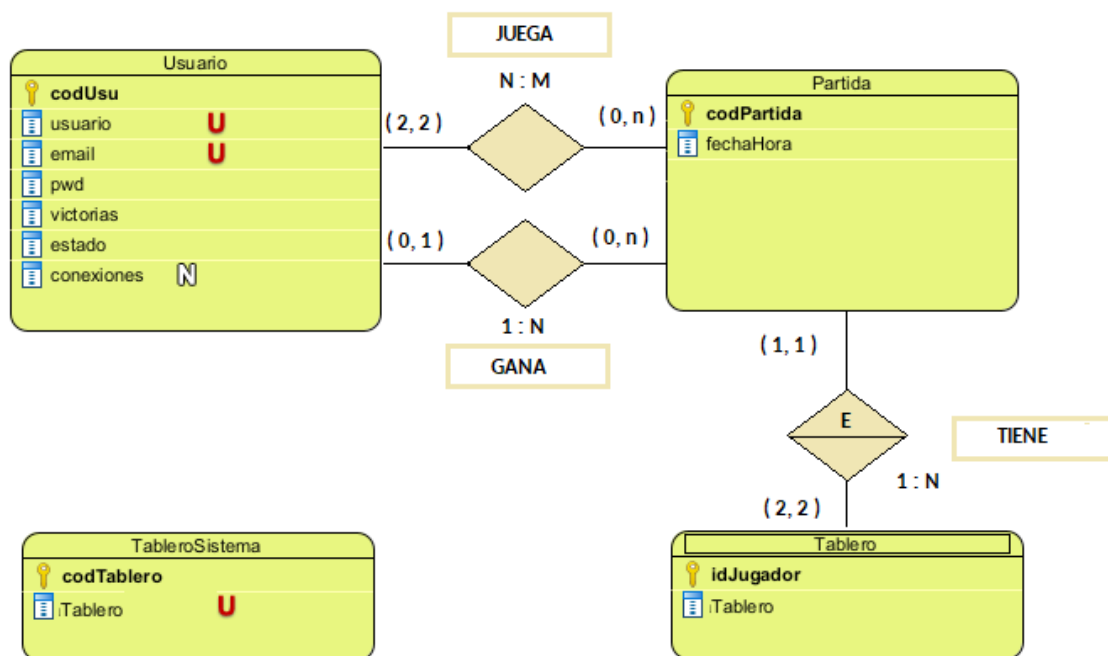 JUEGA
N : M
Usuario
codUsu
usuario U
email U
pwd
victorias
estado
conexiones N
( 2, 2 )
( 0, n )
( 0, 1 )
( 0, n )
1 : N
GANA
Partida
codPartida
fechaHora
( 1, 1 )
E
TIENE
1 : N
( 2, 2 )
TableroSistema
codTablero
iTablero U
Tablero
idJugador
iTablero